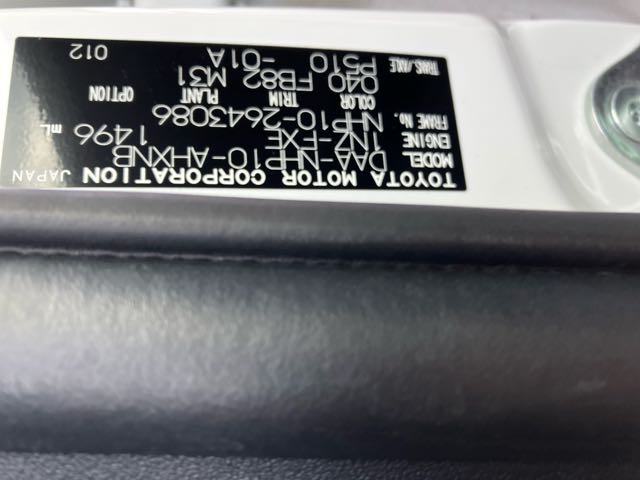 TOYOTA MOTOR CORPORATION JAPAN
MODEL DAA-NHP10-AHXNB
ENGINE 1NZ-FXE 1496 mL
FRAME No. NHP10-2643086
COLOR TRIM PLANT OPTION
040 FB82 M31
TRANS./AXLE P510 -01A 012